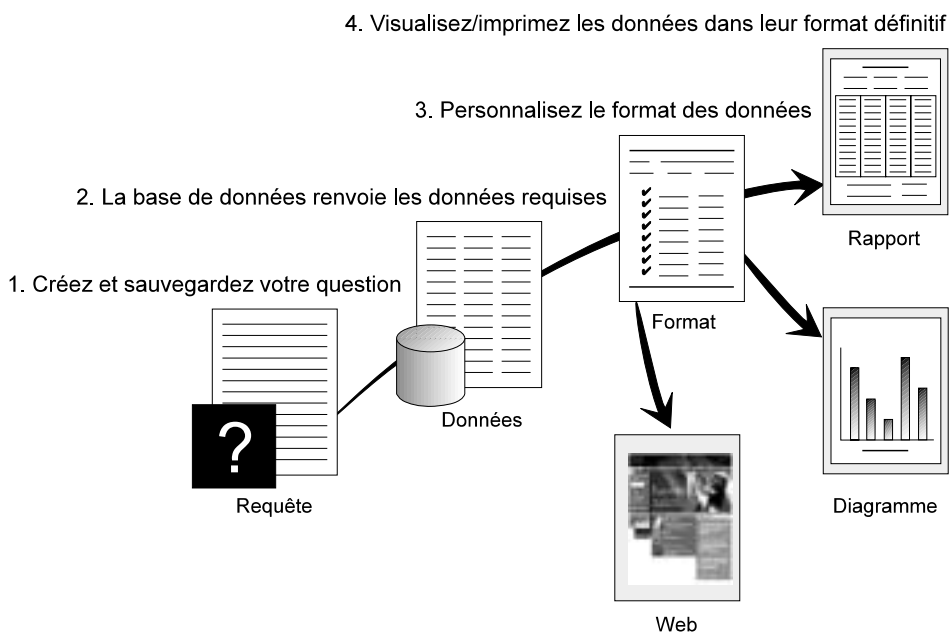 4. Visualisez/imprimez les données dans leur format définitif
3. Personnalisez le format des données
Rapport
2. La base de données renvoie les données requises
1. Créez et sauvegardez votre question
Format
Données
?
Requête
Diagramme
Web